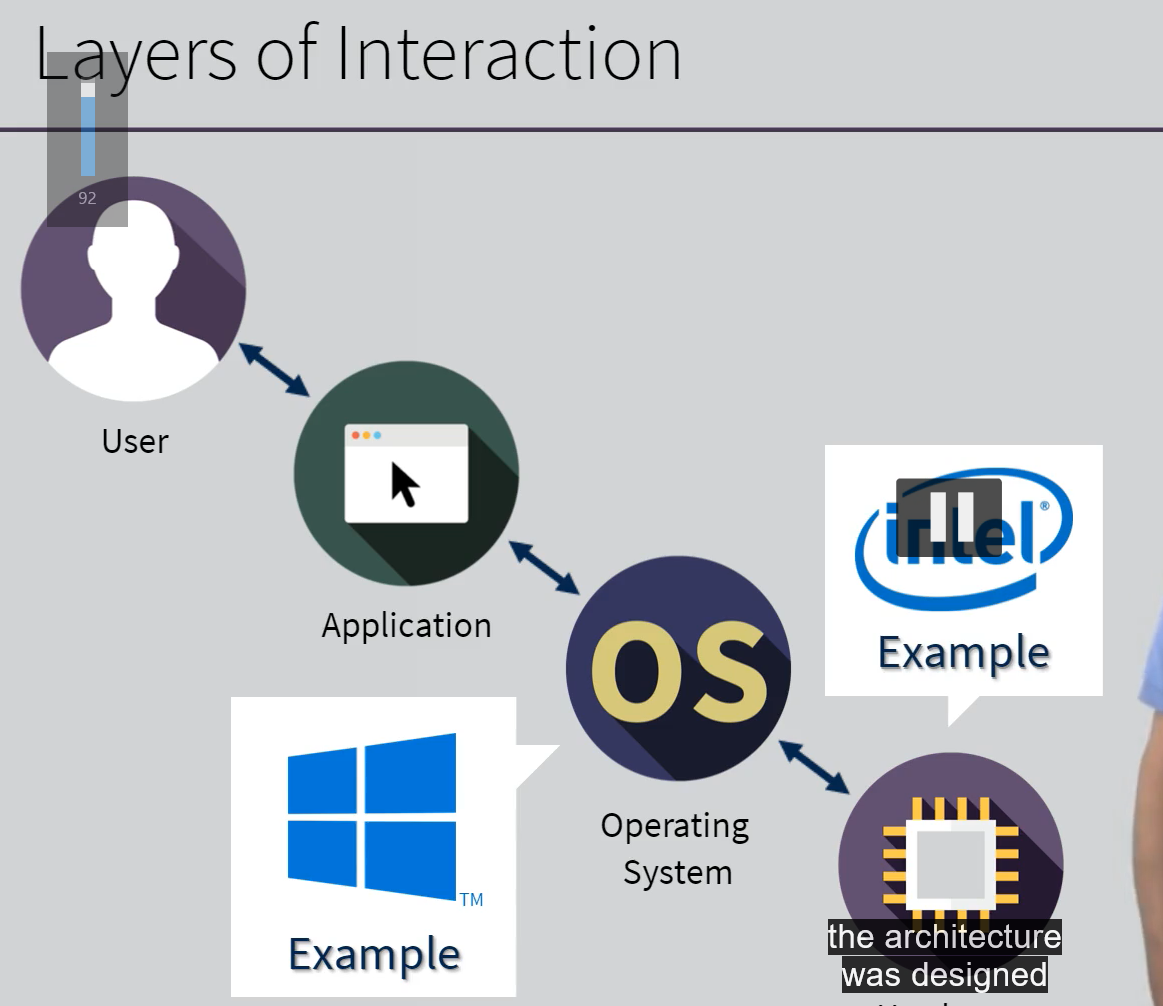 Layers of Interaction
92
User
Application
intel®
Example
OS
Operating
System
TM
Example
the architecture
was designed